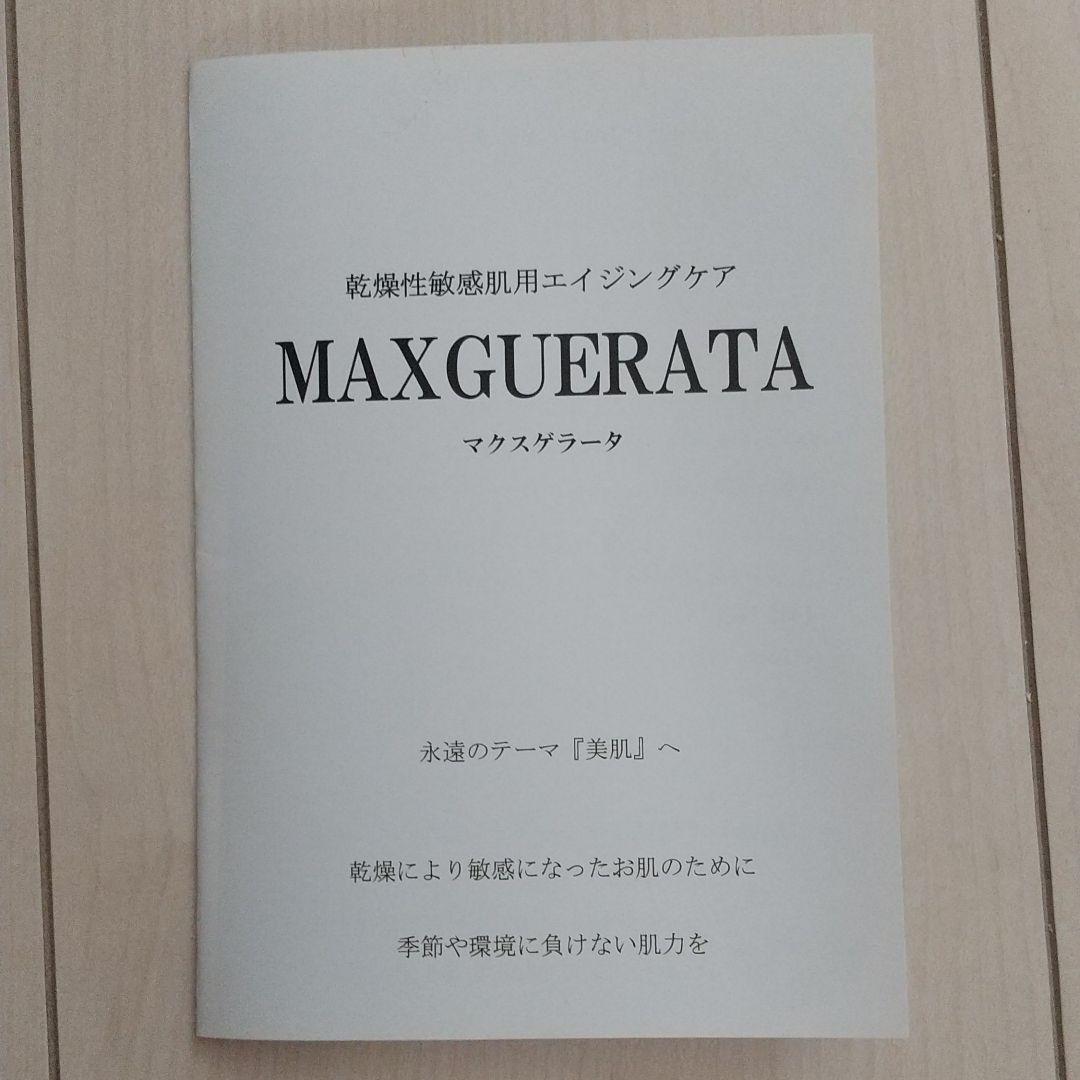 乾燥性敏感肌用エイジングケア
MAXGUERATA
マクスゲラータ
永遠のテーマ『美肌』へ
乾燥により敏感になったお肌のために
季節や環境に負けない肌力を